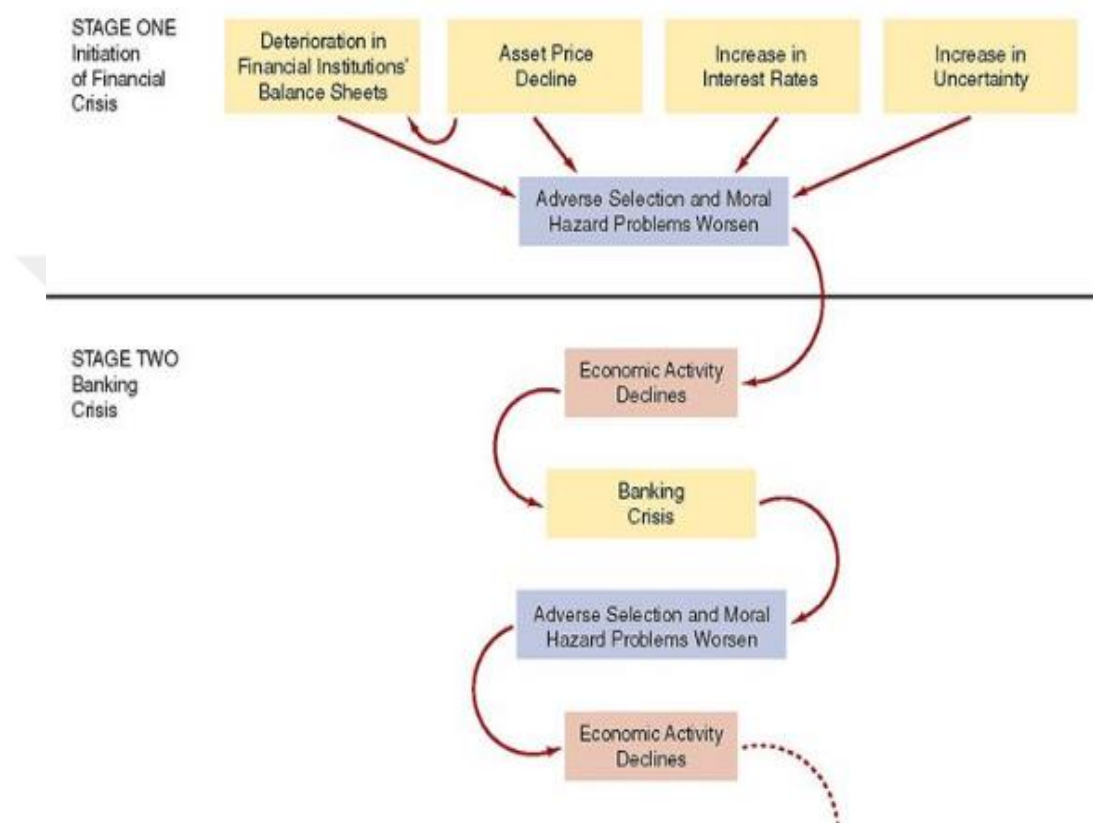 STAGE ONE
Initiation
of Financial
Crisis
Deterioration in
Financial Institutions'
Balance Sheets
Asset Price
Decline
Increase in
Interest Rates
Increase in
Uncertainty
Adverse Selection and Moral
Hazard Problems Worsen
STAGE TWO
Banking
Crisis
Economic Activity
Declines
Banking
Crisis
Adverse Selection and Moral
Hazard Problems Worsen
Economic Activity
Declines